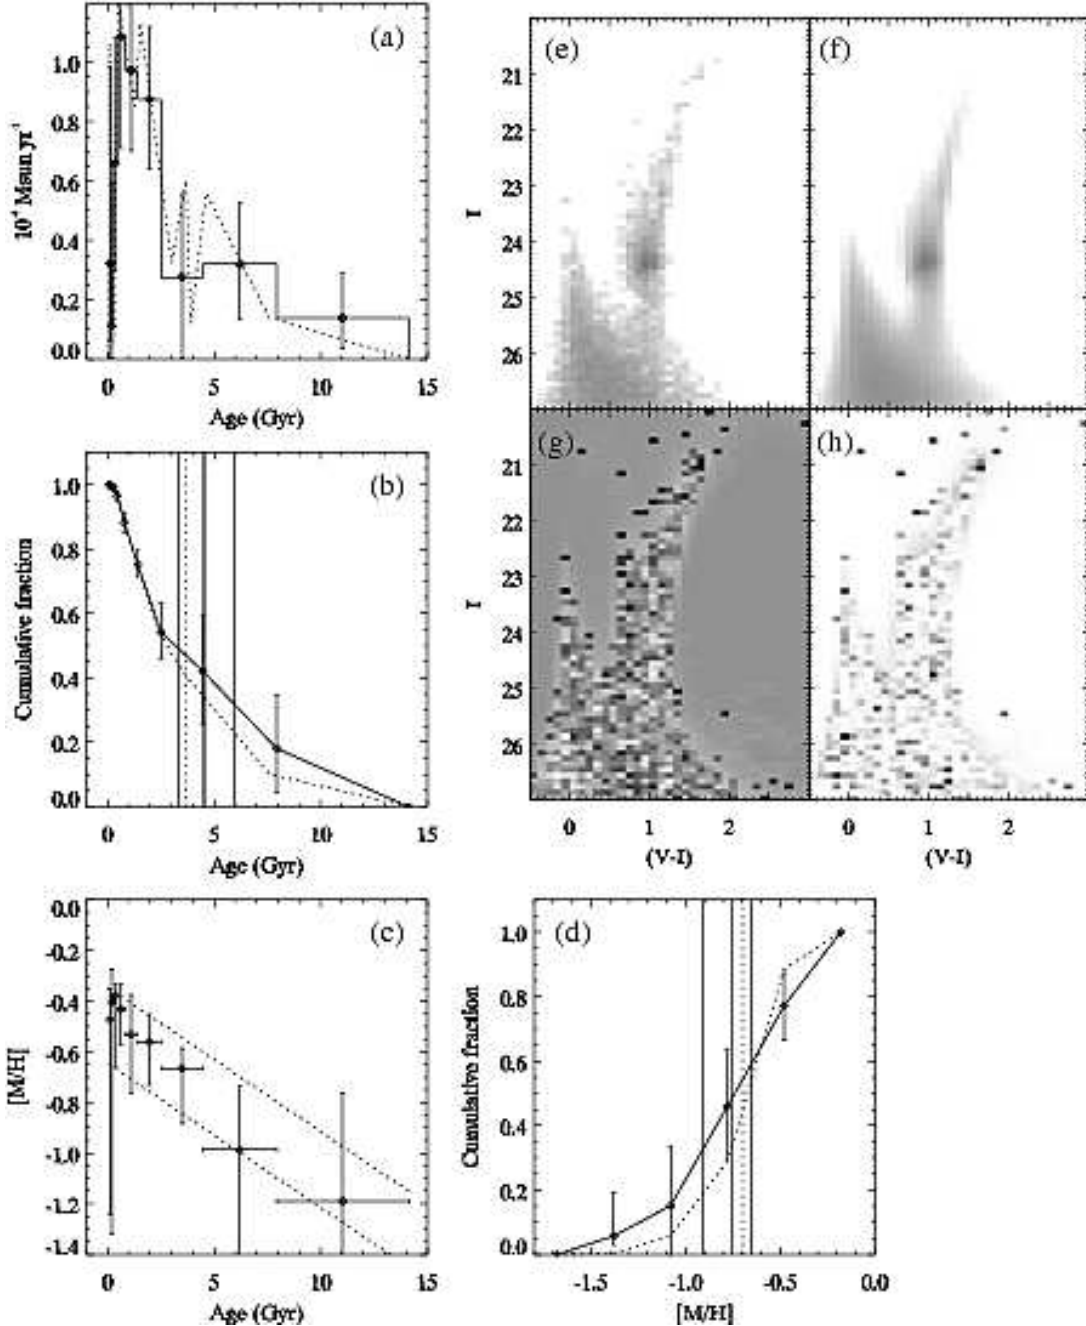 (a)
1.0
0.8
0.6
0.4
0.2
0.0
10⁻⁴ Msun yr⁻¹
0 5 10 15
Age (Gyr)
(b)
1.0
0.8
0.6
0.4
0.2
0.0
Cumulative fraction
0 5 10 15
Age (Gyr)
(c)
0.0
-0.2
-0.4
-0.6
-0.8
-1.0
-1.2
-1.4
[M/H]
0 5 10 15
Age (Gyr)
(e)
(f)
21
22
23
24
25
26
I
(g)
(h)
21
22
23
24
25
26
I
0 1 2
(V-I)
0 1 2
(V-I)
(d)
1.0
0.8
0.6
0.4
0.2
0.0
Cumulative fraction
-1.5 -1.0 -0.5 0.0
[M/H]